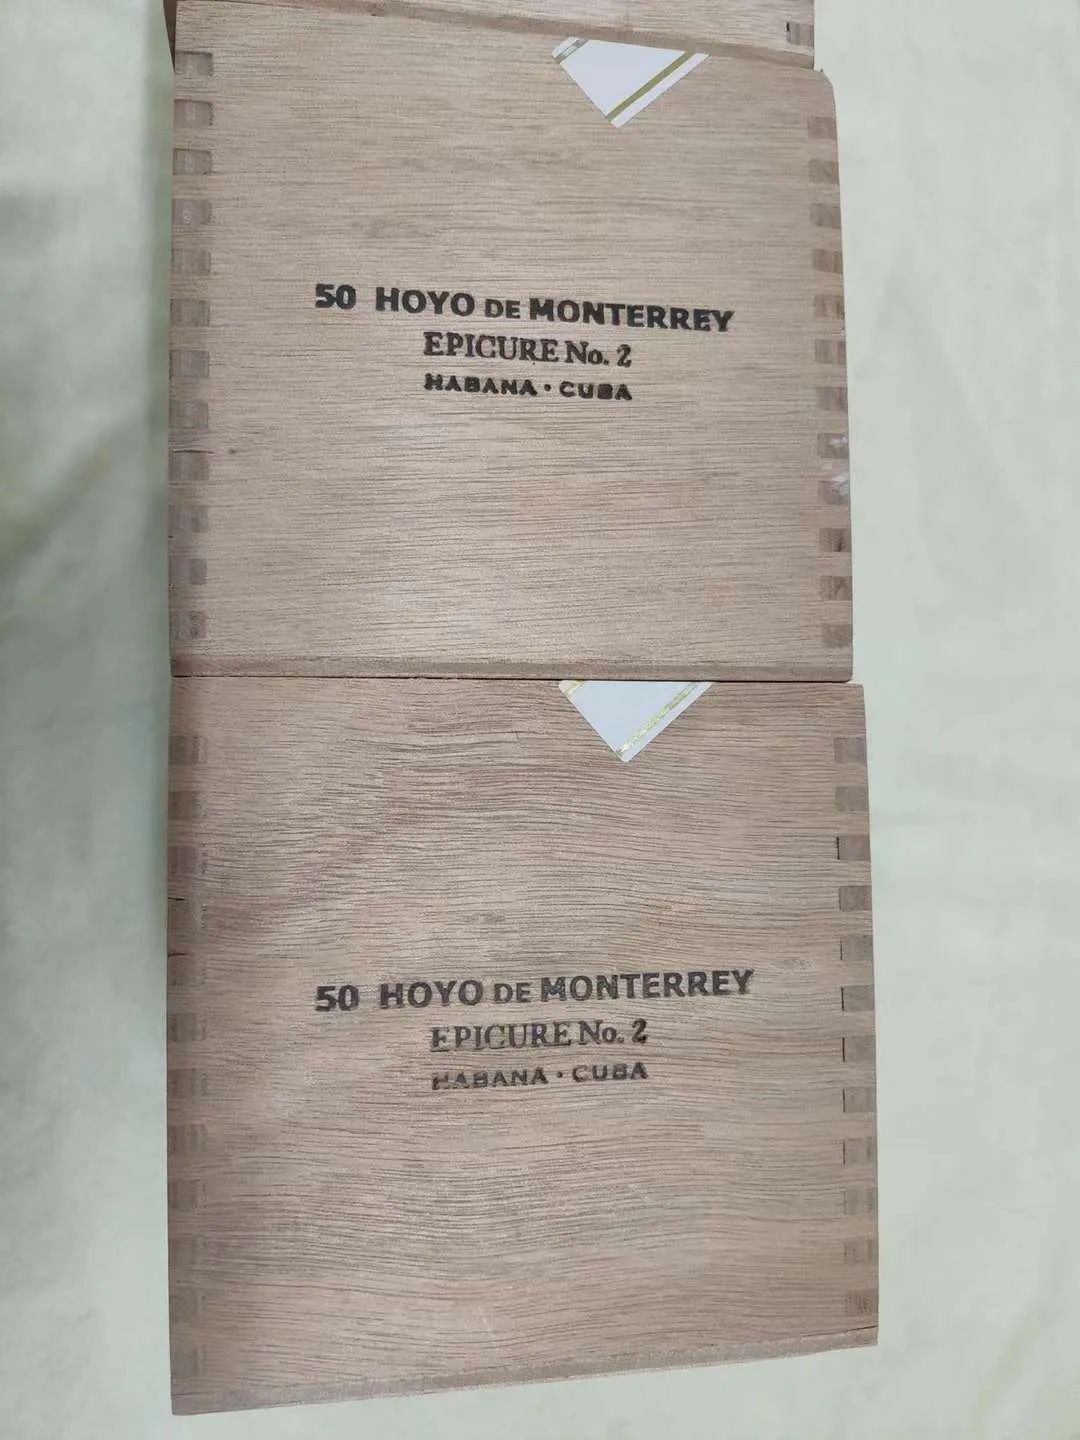 50 HOYO DE MONTERREY
EPICURE No. 2
HABANA · CUBA
50 HOYO DE MONTERREY
EPICURE No. 2
HABANA · CUBA